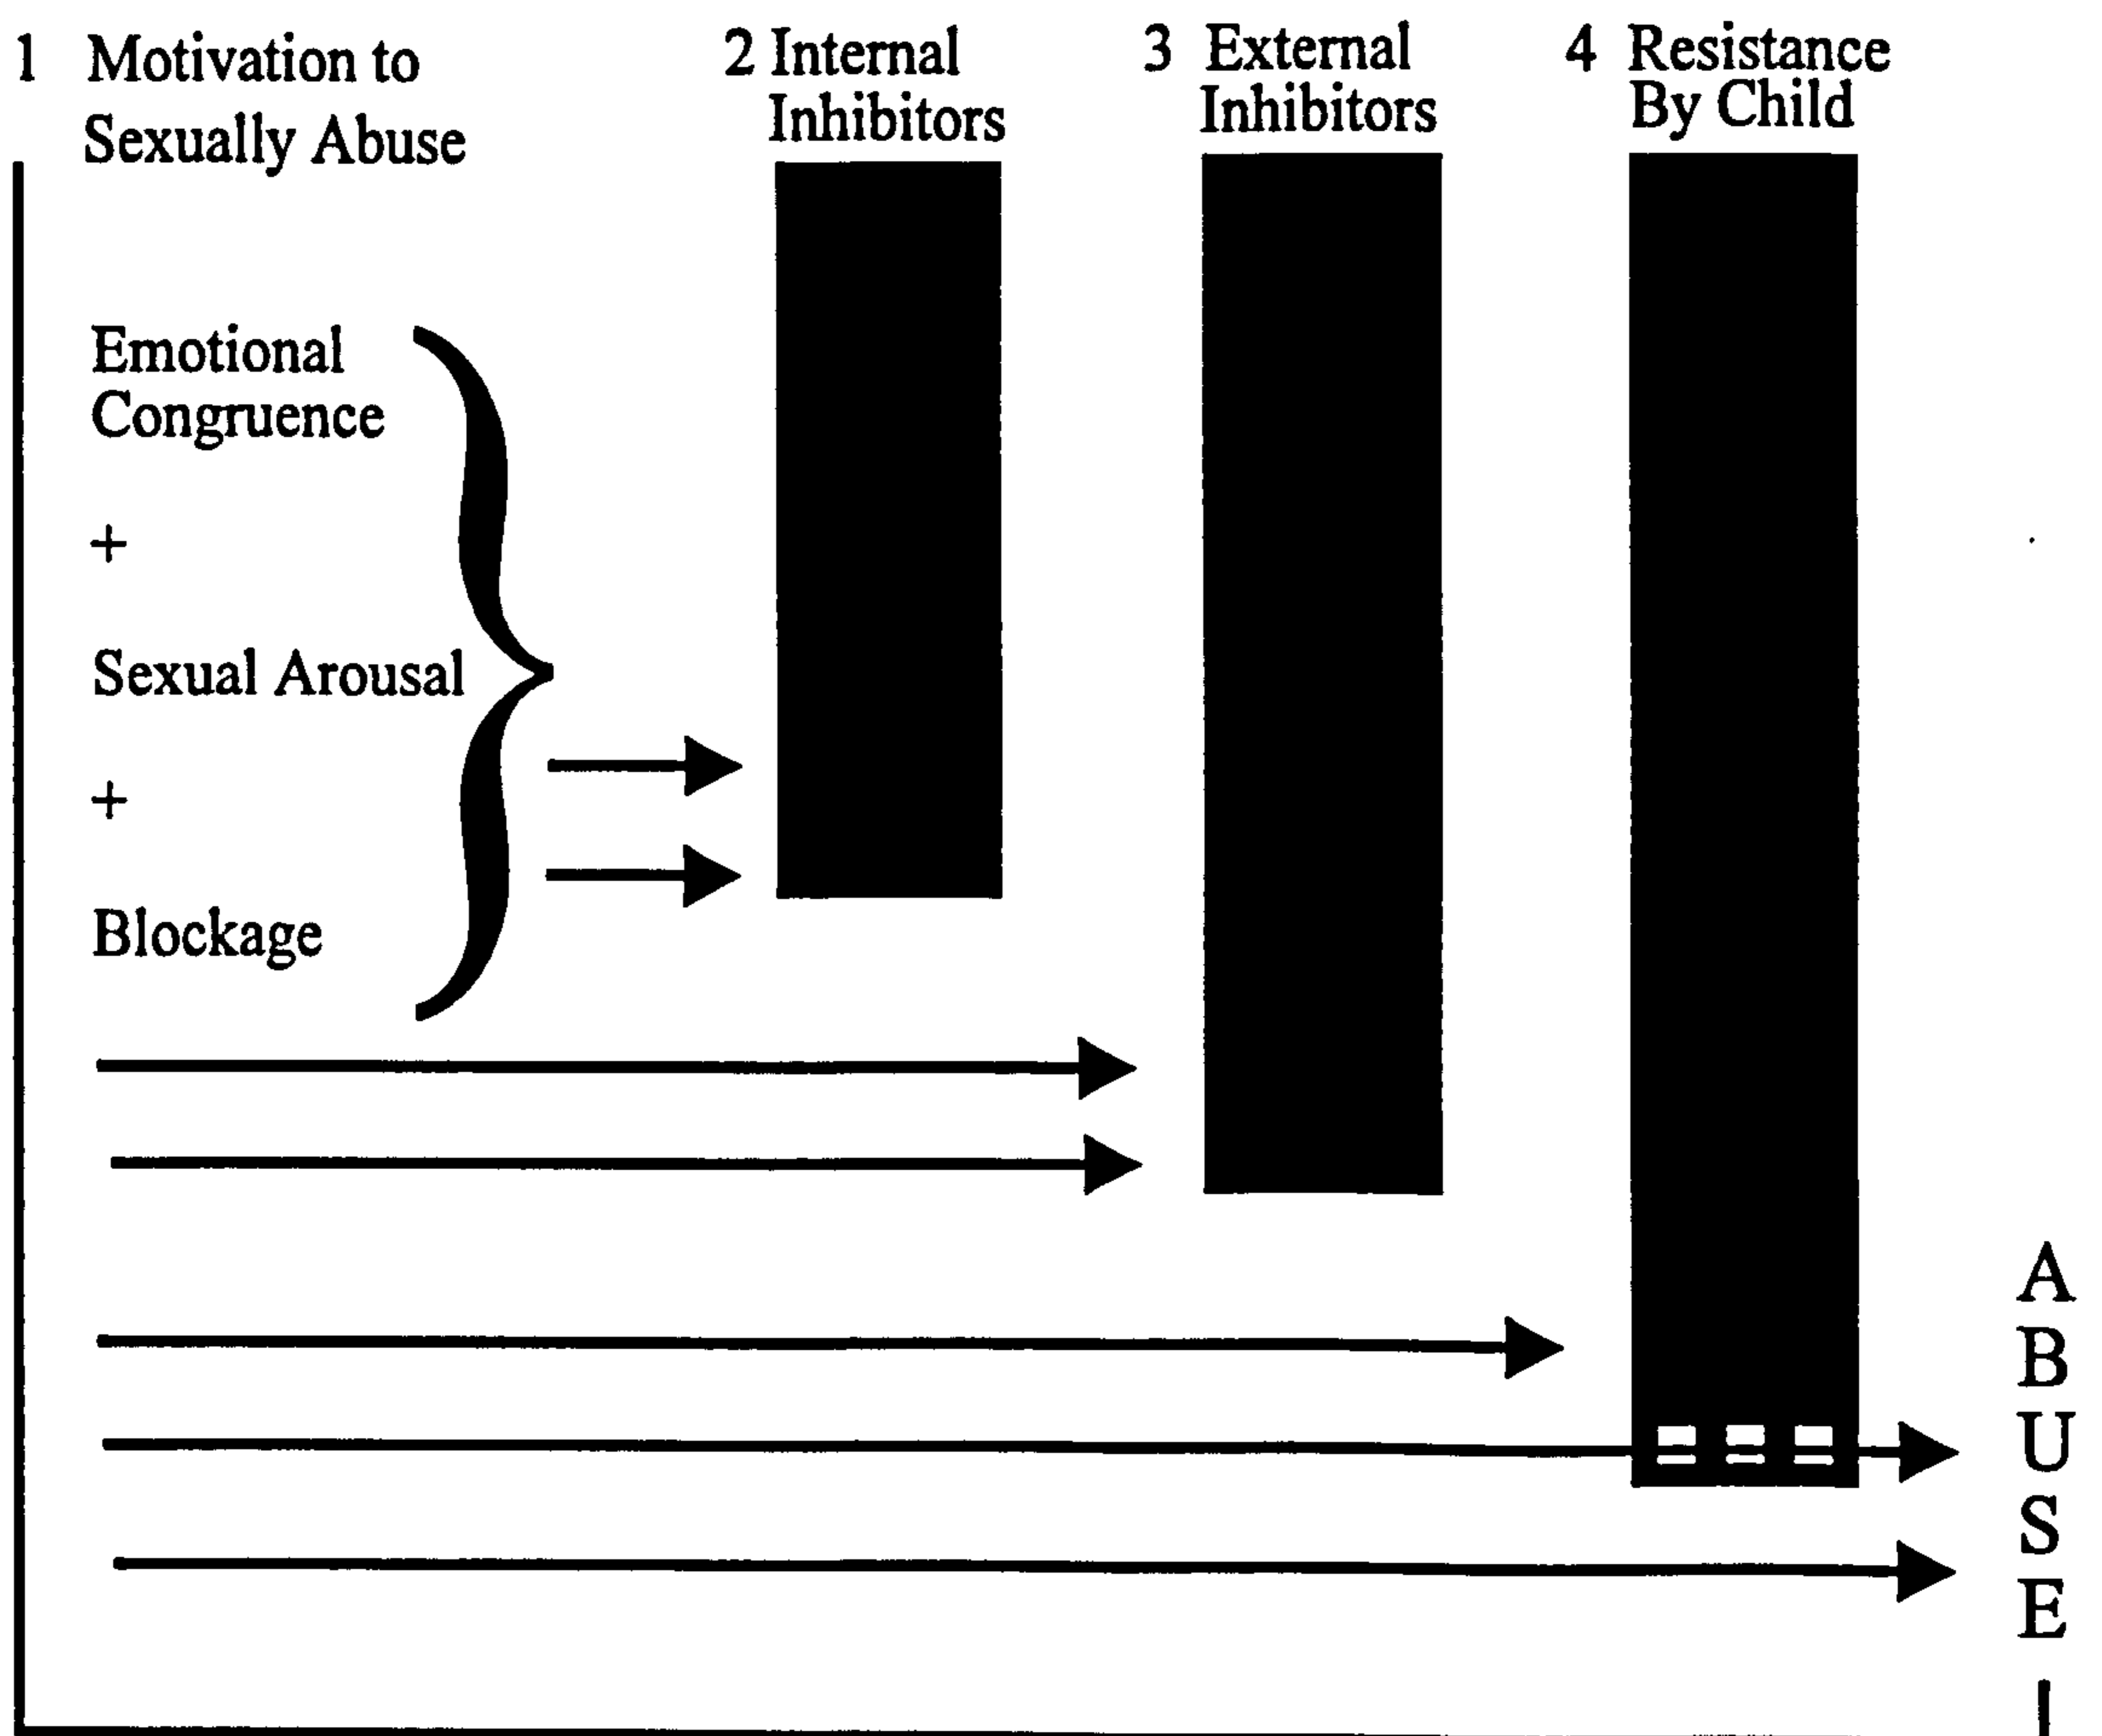 1 Motivation to
Sexually Abuse
2 Internal
Inhibitors
3 External
Inhibitors
4 Resistance
By Child
Emotional
Congruence
+
Sexual Arousal
+
Blockage
A
B
U
S
E